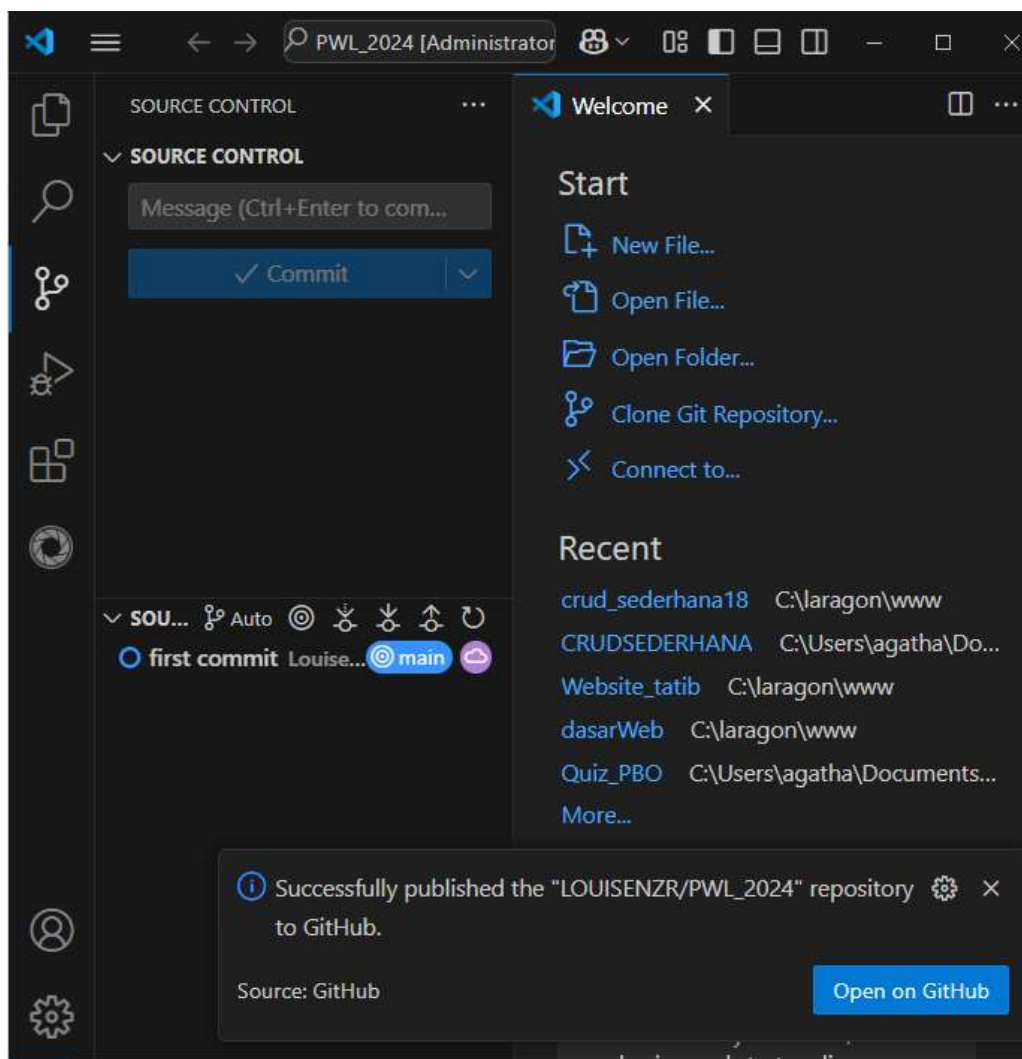 PWL_2024 [Administrator
SOURCE CONTROL
SOURCE CONTROL
Message (Ctrl+Enter to com...
Commit
SOU... Auto
first commit Louise... main
Welcome
Start
New File...
Open File...
Open Folder...
Clone Git Repository...
Connect to...
Recent
crud_sederhana18 C:\laragon\www
CRUDSEDERHANA C:\Users\agatha\Do...
Website_tatib C:\laragon\www
dasarWeb C:\laragon\www
Quiz_PBO C:\Users\agatha\Documents...
More...
Successfully published the "LOUISENZR/PWL_2024" repository
to GitHub.
Source: GitHub
Open on GitHub